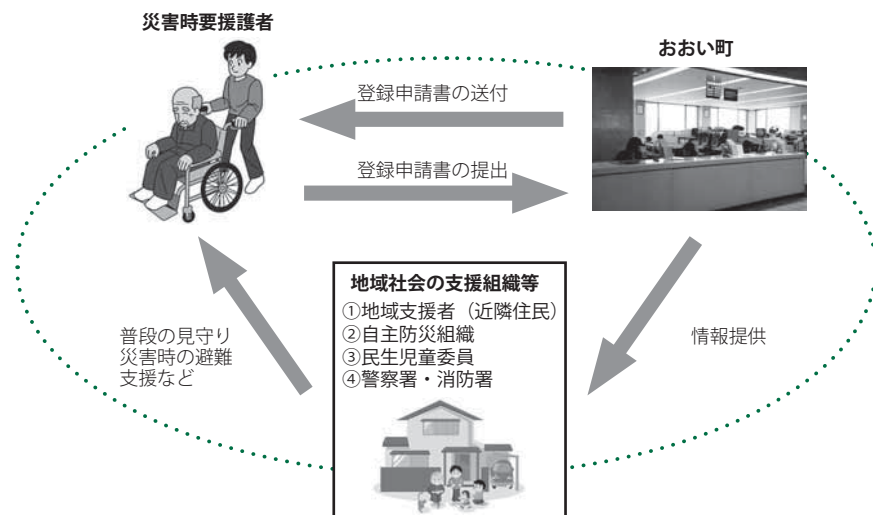 災害時要援護者
おおい町
登録申請書の送付
登録申請書の提出
地域社会の支援組織等
①地域支援者（近隣住民）
②自主防災組織
③民生児童委員
④警察署・消防署
普段の見守り
災害時の避難
支援など
情報提供